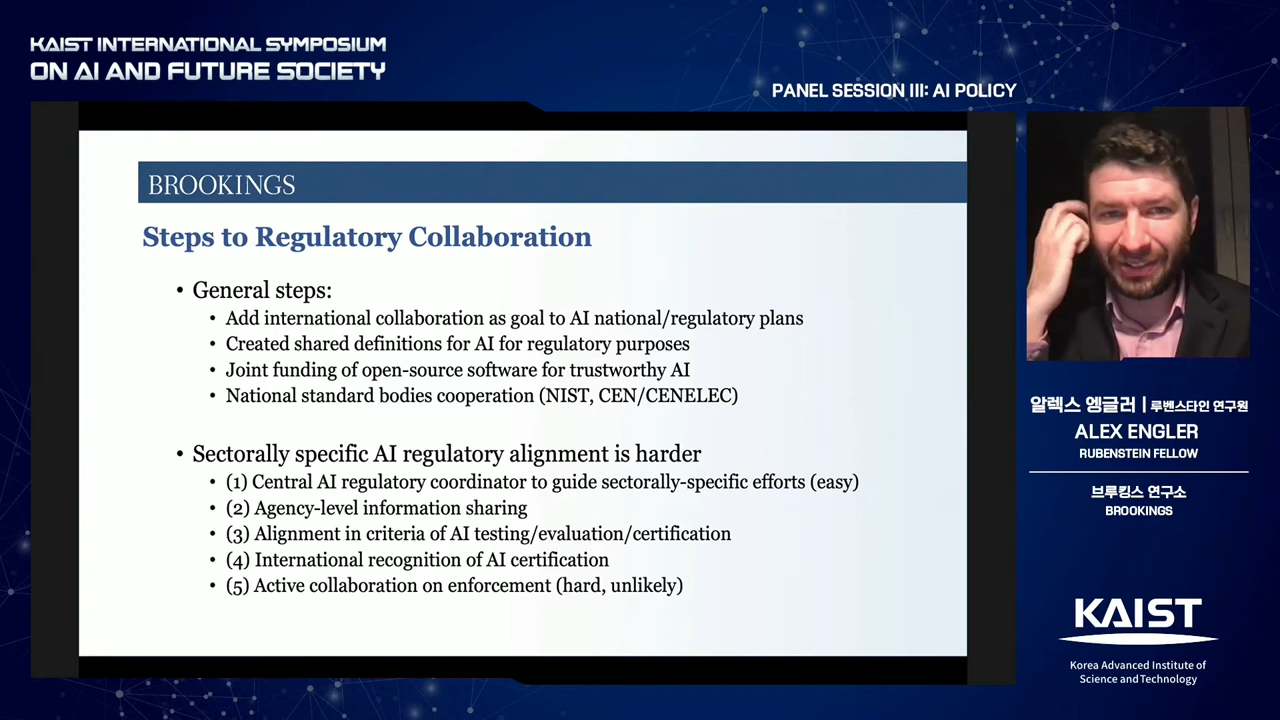 KAIST INTERNATIONAL SYMPOSIUM
ON AI AND FUTURE SOCIETY
PANEL SESSION III: AI POLICY
BROOKINGS
Steps to Regulatory Collaboration
• General steps:
• Add international collaboration as goal to AI national/regulatory plans
• Created shared definitions for AI for regulatory purposes
• Joint funding of open-source software for trustworthy AI
• National standard bodies cooperation (NIST, CEN/CENELEC)
• Sectorally specific AI regulatory alignment is harder
• (1) Central AI regulatory coordinator to guide sectorally-specific efforts (easy)
• (2) Agency-level information sharing
• (3) Alignment in criteria of AI testing/evaluation/certification
• (4) International recognition of AI certification
• (5) Active collaboration on enforcement (hard, unlikely)
알렉스 엥글러 | 루벤스타인 연구원
ALEX ENGLER
RUBENSTEIN FELLOW
브루킹스 연구소
BROOKINGS
KAIST
Korea Advanced Institute of
Science and Technology